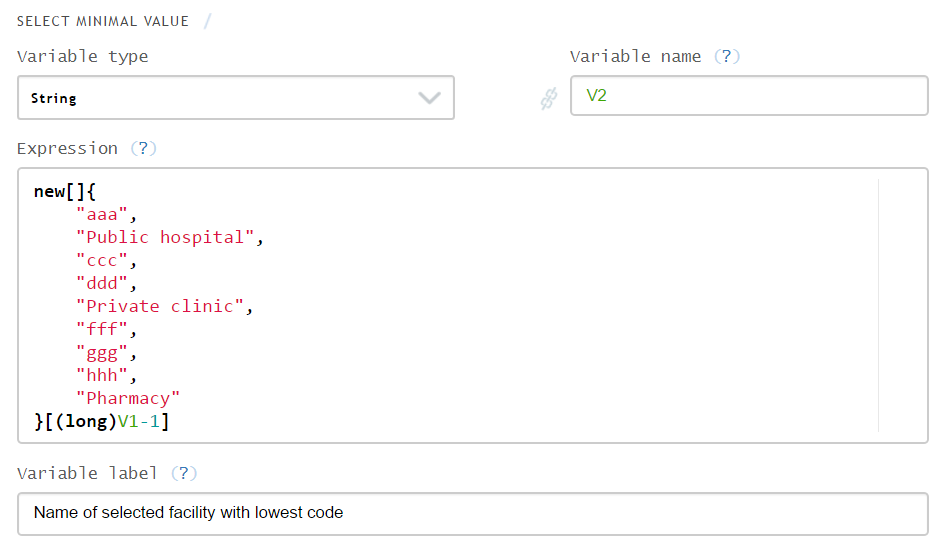 SELECT MINIMAL VALUE /
Variable type
Variable name (?)
String
V2
Expression (?)
new[]{
"aaa",
"Public hospital",
"ccc",
"ddd",
"Private clinic",
"fff",
"ggg",
"hhh",
"Pharmacy"
}[(long)V1-1]
Variable label (?)
Name of selected facility with lowest code